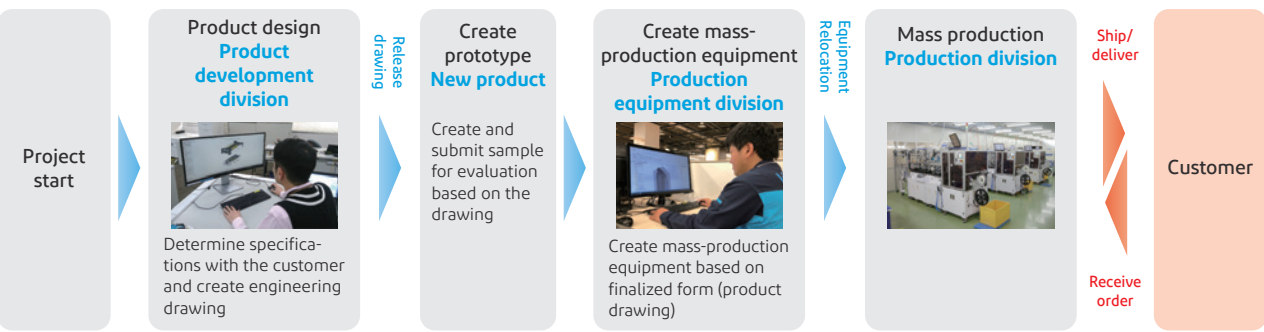 Project
start
Product design
Product
development
division
Determine specifica-
tions with the customer
and create engineering
drawing
Release
drawing
Create
prototype
New product
Create and
submit sample
for evaluation
based on the
drawing
Create mass-
production equipment
Production
equipment division
Create mass-production
equipment based on
finalized form (product
drawing)
Equipment
Relocation
Mass production
Production division
Ship/
deliver
Receive
order
Customer